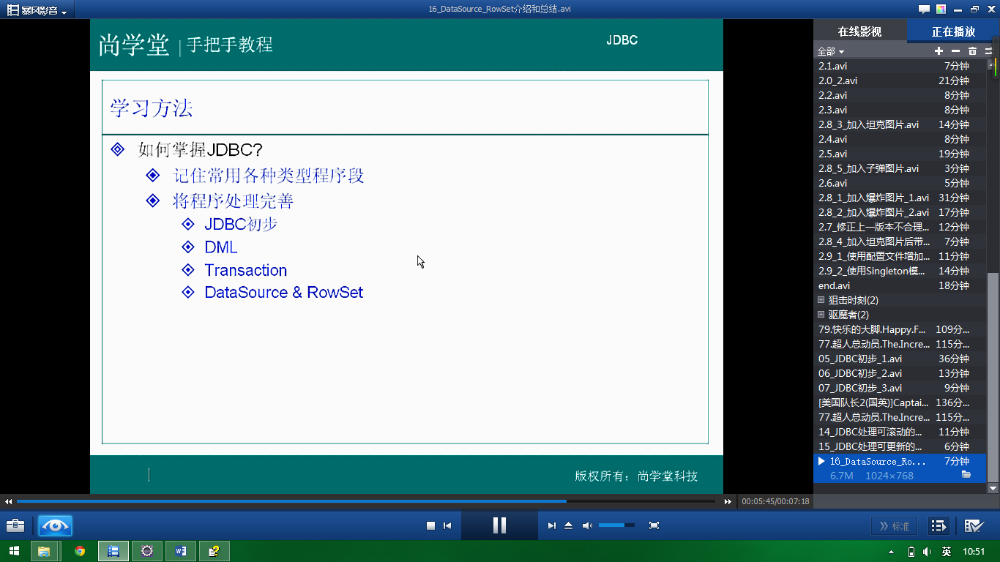 暴风影音
16_DataSource_RowSet介绍和总结.avi
尚学堂 | 手把手教程
JDBC
学习方法
如何掌握JDBC?
记住常用各种类型程序段
将程序处理完善
JDBC初步
DML
Transaction
DataSource & RowSet
版权所有：尚学堂科技
在线影视 正在播放
全部
2.1.avi 7分钟
2.0_2.avi 21分钟
2.2.avi 8分钟
2.3.avi 8分钟
2.8_3_加入坦克图片.avi 14分钟
2.4.avi 8分钟
2.5.avi 19分钟
2.8_5_加入子弹图片.avi 3分钟
2.6.avi 5分钟
2.8_1_加入爆炸图片_1.avi 31分钟
2.8_2_加入爆炸图片_2.avi 17分钟
2.7_修正上一版本不合理... 12分钟
2.8_4_加入坦克图片后带... 7分钟
2.9_1_使用配置文件增加... 11分钟
2.9_2_使用Singleton模... 14分钟
end.avi 18分钟
狙击时刻(2)
驱魔者(2)
79.快乐的大脚.Happy.F... 109分...
77.超人总动员.The.Incre... 115分...
05_JDBC初步_1.avi 36分钟
06_JDBC初步_2.avi 13分钟
07_JDBC初步_3.avi 9分钟
[美国队长2(国英)]Captai... 136分...
77.超人总动员.The.Incre... 115分...
14_JDBC处理可滚动的... 11分钟
15_JDBC处理可更新的... 6分钟
16_DataSource_Ro... 7分钟
6.7M 1024×768
00:05:45/00:07:18
标准
英 10:51